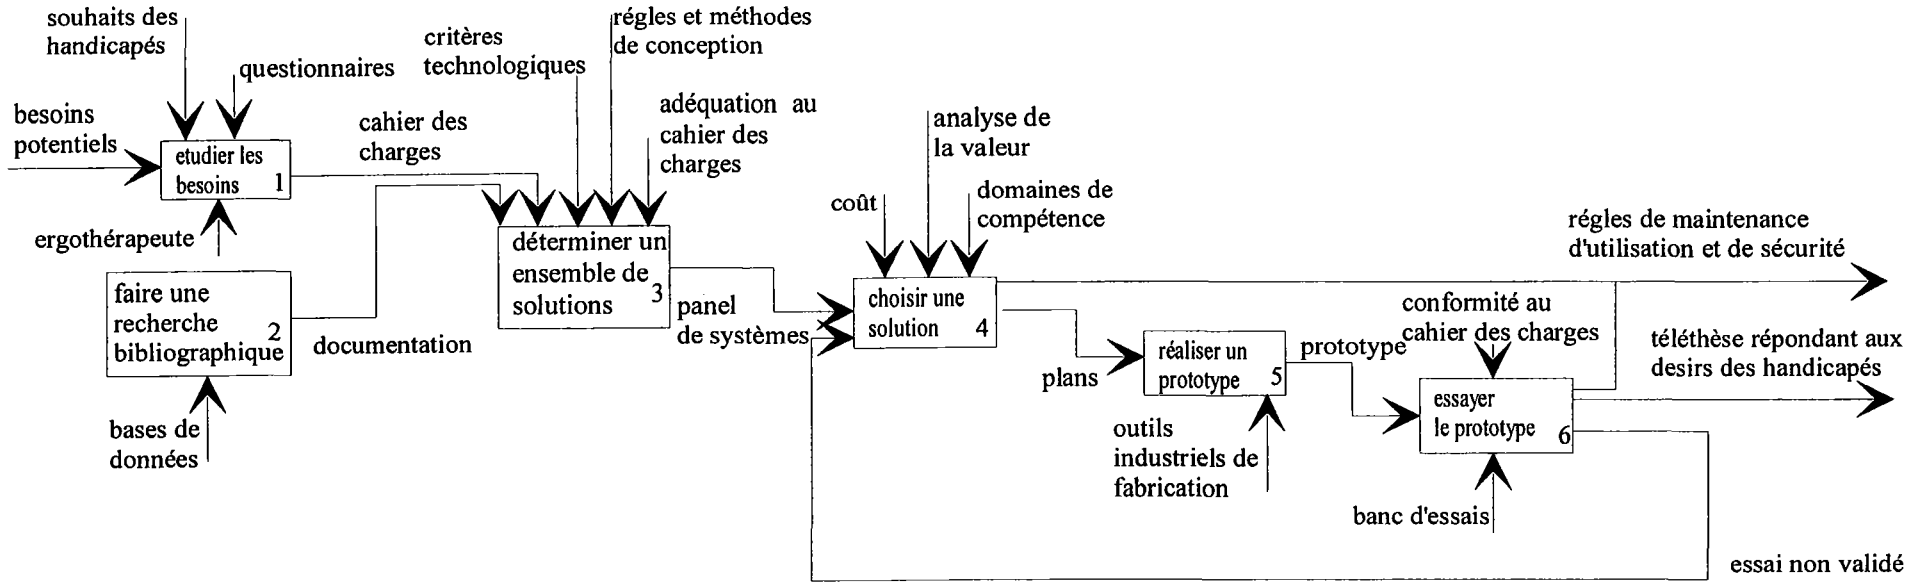 souhaits des
handicapés
questionnaires
besoins
potentiels
etudier les
besoins 1
ergothérapeute
cahier des
charges
critères
technologiques
régles et méthodes
de conception
adéquation au
cahier des
charges
faire une
recherche
bibliographique 2
documentation
bases de
données
déterminer un
ensemble de
solutions 3
panel
de systèmes
coût
analyse de
la valeur
domaines de
compétence
choisir une
solution 4
plans
réaliser un
prototype 5
outils
industriels de
fabrication
prototype
conformité au
cahier des charges
essayer
le prototype 6
banc d'essais
régles de maintenance
d'utilisation et de sécurité
téléthèse répondant aux
desirs des handicapés
essai non validé